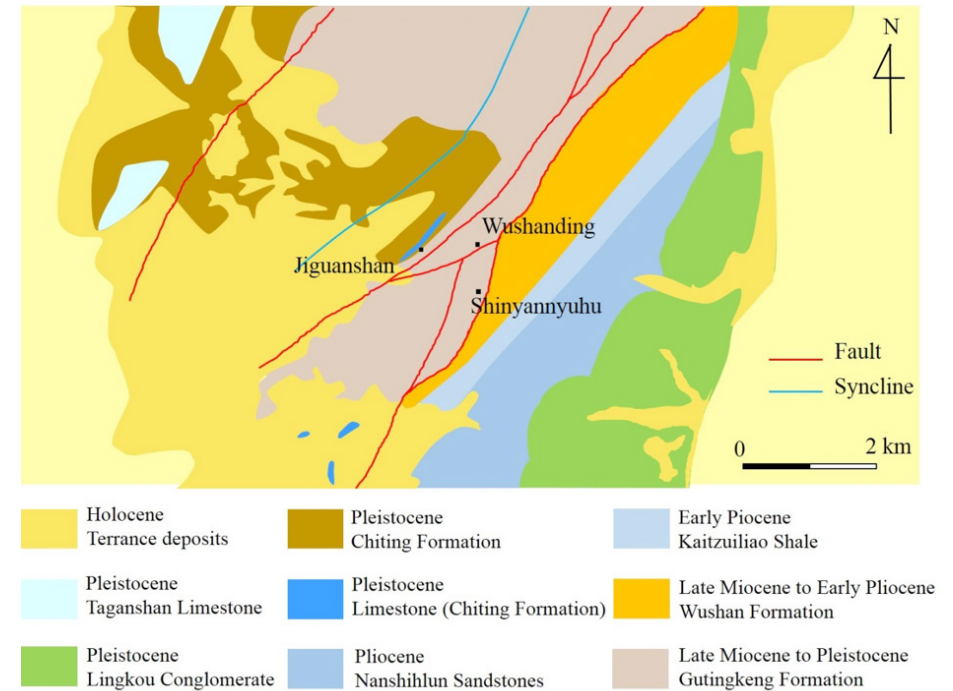 N
Wushanding
Jiguanshan
Shinyannyuhu
Fault
Syncline
0 2 km
Holocene
Terrance deposits
Pleistocene
Chiting Formation
Early Piocene
Kaitzuiliao Shale
Pleistocene
Taganshan Limestone
Pleistocene
Limestone (Chiting Formation)
Late Miocene to Early Pliocene
Wushan Formation
Pleistocene
Lingkou Conglomerate
Pliocene
Nanshihlun Sandstones
Late Miocene to Pleistocene
Gutingkeng Formation